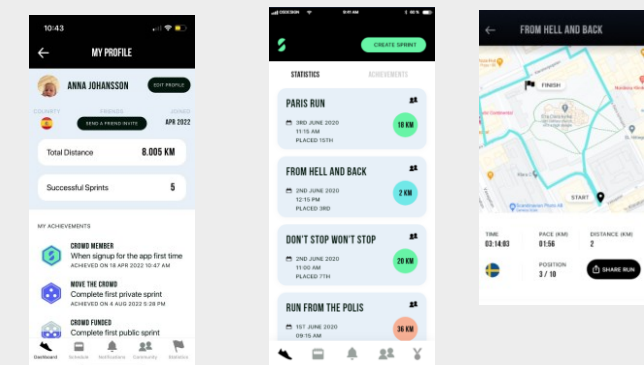 10:43
MY PROFILE
ANNA JOHANSSON
EDIT PROFILE
COUNTRY
FRIENDS
JOINED
SEND A FRIEND INVITE
APR 2022
Total Distance
8.005 KM
Successful Sprints
5
MY ACHIEVEMENTS
CROWD MEMBER
When signup for the app first time
ACHIEVED ON 18 APR 2022 10:47 AM
MOVE THE CROWD
Complete first private sprint
ACHIEVED ON 4 AUG 2022 5:28 PM
CROWD FUNDED
Complete first public sprint
Dashboard
Schedule
Notifications
Community
Statistics
CREATE SPRINT
STATISTICS
ACHIEVEMENTS
PARIS RUN
3RD JUNE 2020
11:15 AM
PLACED 15TH
18 KM
FROM HELL AND BACK
2ND JUNE 2020
12:15 PM
PLACED 3RD
2 KM
DON'T STOP WON'T STOP
2ND JUNE 2020
11:00 AM
PLACED 7TH
20 KM
RUN FROM THE POLIS
1ST JUNE 2020
09:15 AM
36 KM
FROM HELL AND BACK
FINISH
START
TIME
PACE (KM)
DISTANCE (KM)
03:14:03
01:56
2
POSITION
3 / 10
SHARE RUN